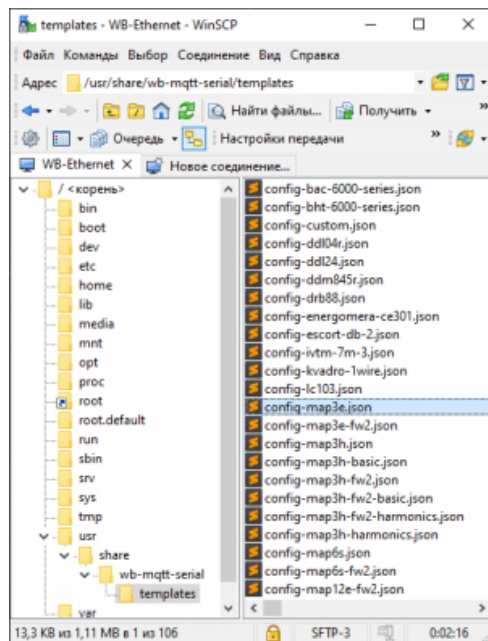 templates - WB-Ethernet - WinSCP
Файл Команды Выбор Соединение Вид Справка
Адрес /usr/share/wb-mqtt-serial/templates
Найти файлы... Получить
Очередь Настройки передачи
WB-Ethernet Новое соединение...
/ <корень>
bin
boot
dev
etc
home
lib
media
mnt
opt
proc
root
root.default
run
sbin
srv
sys
tmp
usr
share
wb-mqtt-serial
templates
var
config-bac-6000-series.json
config-bht-6000-series.json
config-custom.json
config-ddl04r.json
config-ddl24.json
config-ddm845r.json
config-drb88.json
config-energomera-ce301.json
config-escort-db-2.json
config-ivtm-7m-3.json
config-kvadro-1wire.json
config-lc103.json
config-map3e.json
config-map3e-fw2.json
config-map3h.json
config-map3h-basic.json
config-map3h-fw2.json
config-map3h-fw2-basic.json
config-map3h-fw2-harmonics.json
config-map3h-harmonics.json
config-map6s.json
config-map6s-fw2.json
config-map12e-fw2.json
13,3 KB из 1,11 MB в 1 из 106 SFTP-3 0:02:16